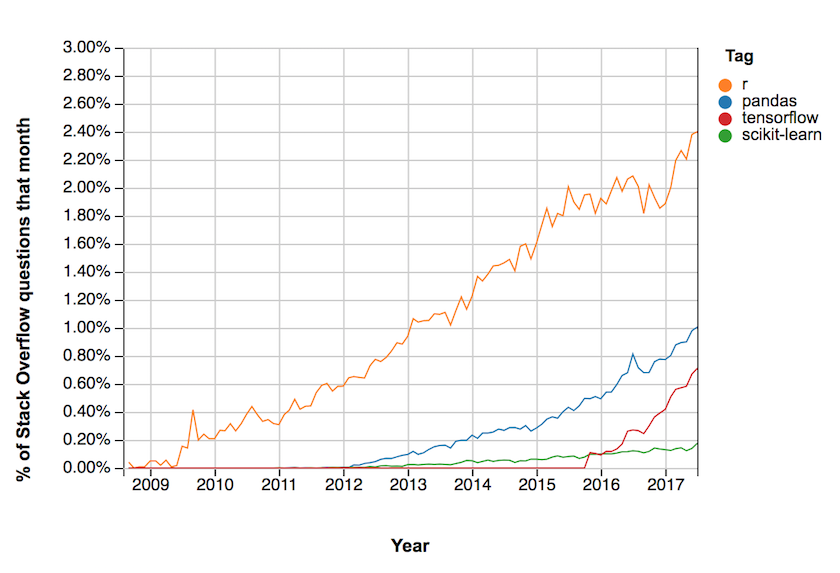 % of Stack Overflow questions that month
3.00%
2.80%
2.60%
2.40%
2.20%
2.00%
1.80%
1.60%
1.40%
1.20%
1.00%
0.80%
0.60%
0.40%
0.20%
0.00%
2009 2010 2011 2012 2013 2014 2015 2016 2017
Year
Tag
r
pandas
tensorflow
scikit-learn